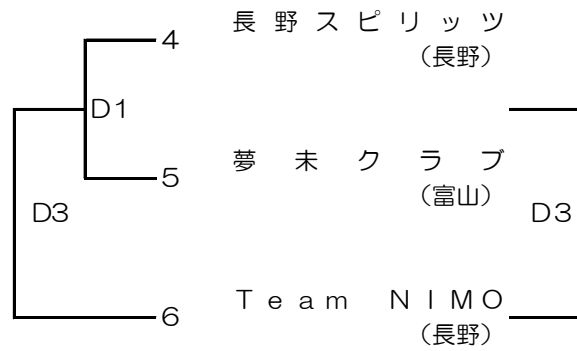 4 長野スピリッツ
(長野)
D1
5 夢未クラブ
(富山)
D3 D3
6 Team NIMO
(長野)